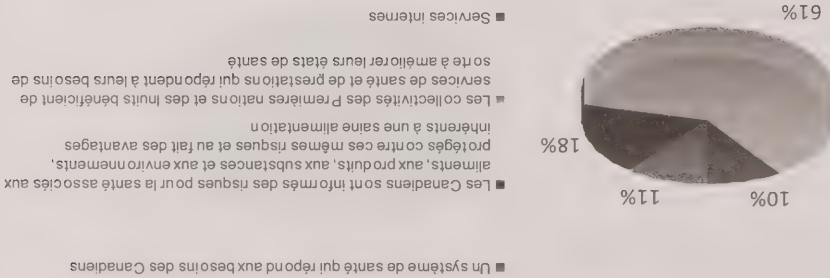 Un système de santé qui répond aux besoins des Canadiens
Les Canadiens sont informés des risques pour la santé associés aux
aliments, aux produits, aux substances et aux environnements,
protégés contre ces mêmes risques et au fait des avantages
inhérents à une saine alimentation
Les collectivités des Premières nations et des Inuits bénéficient de
services de santé et de prestations qui répondent à leurs besoins de
sorte à améliorer leurs états de santé
Services internes
10%
11%
18%
61%